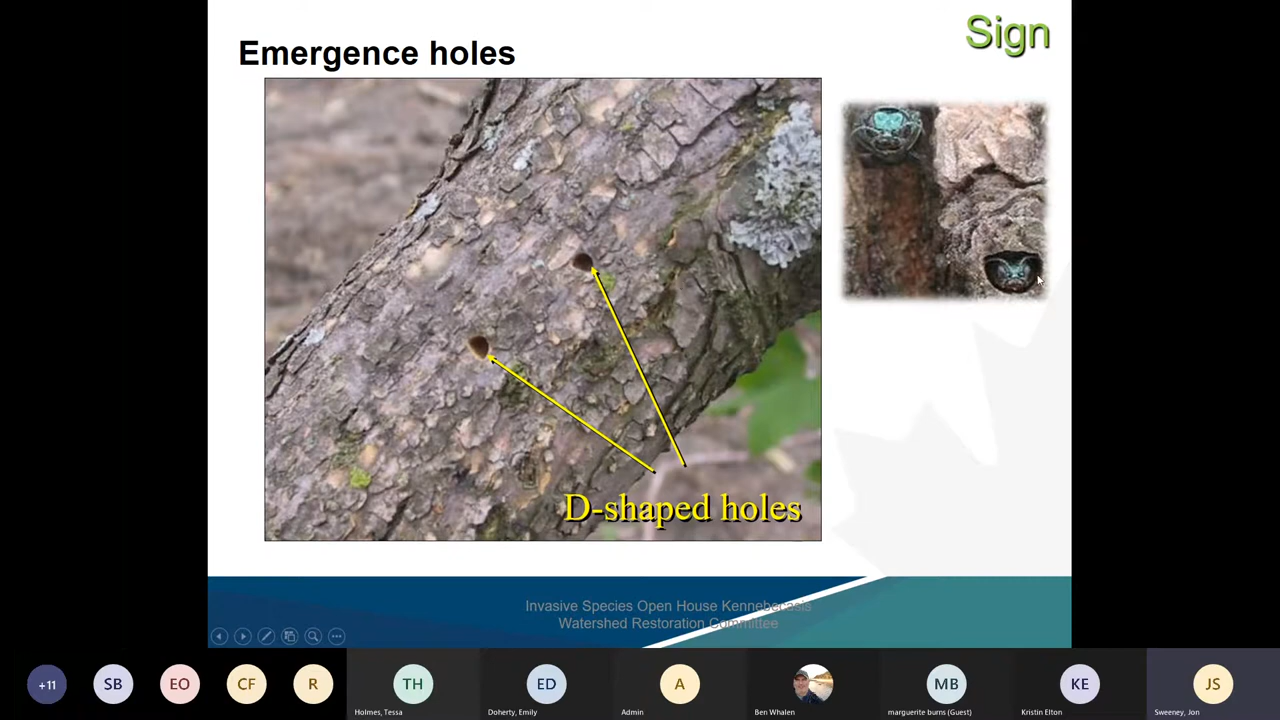 Sign
Emergence holes
D-shaped holes
Invasive Species Open House Kennebecasis
Watershed Restoration Committee
+11
SB
EO
CF
R
TH
ED
A
MB
KE
JS
Holmes, Tessa
Doherty, Emily
Admin
Ben Whalen
marguerite burns (Guest)
Kristin Elton
Sweeney, Jon